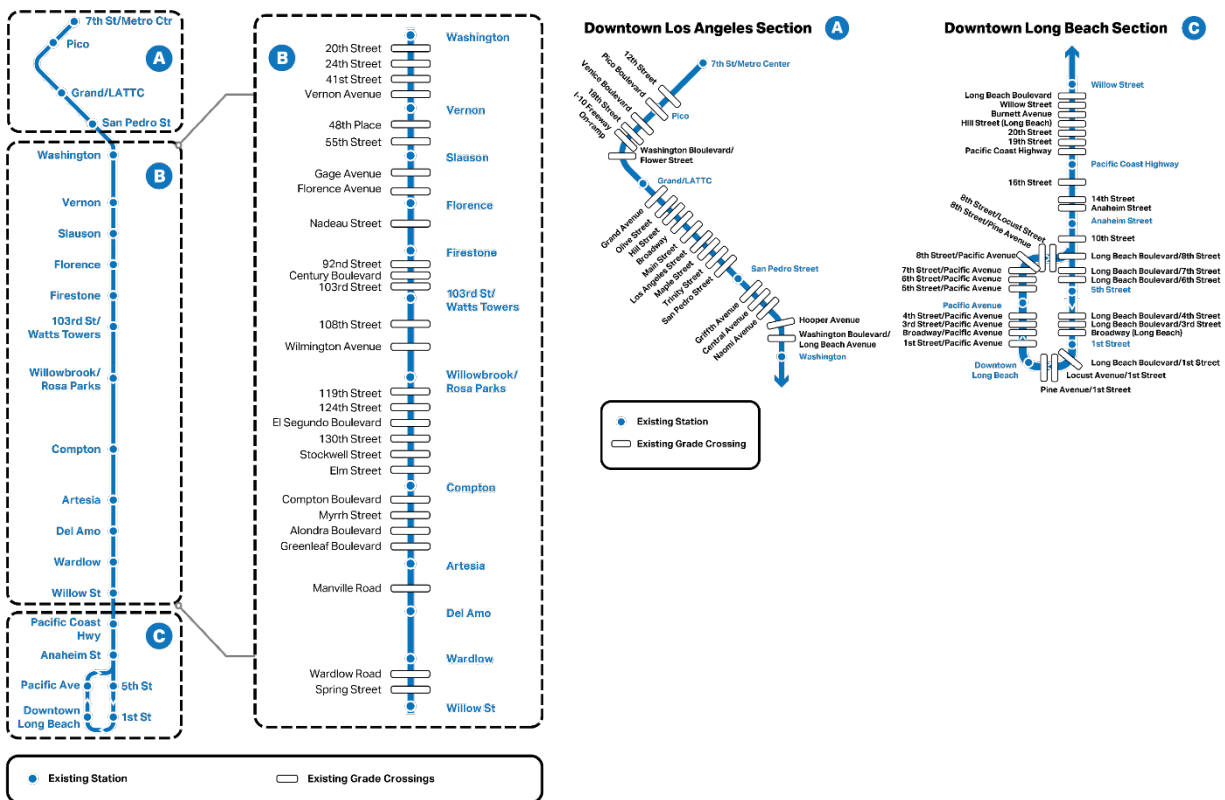 7th St/Metro Ctr
Pico
A
Grand/LATTC
San Pedro St
Washington
B
Vernon
Slauson
Florence
Firestone
103rd St/
Watts Towers
Willowbrook/
Rosa Parks
Compton
Artesia
Del Amo
Wardlow
Willow St
Pacific Coast
Hwy
C
Anaheim St
Pacific Ave
5th St
Downtown
Long Beach
1st St
B
Washington
20th Street
24th Street
41st Street
Vernon Avenue
Vernon
48th Place
55th Street
Slauson
Gage Avenue
Florence Avenue
Florence
Nadeau Street
Firestone
92nd Street
Century Boulevard
103rd Street
103rd St/
Watts Towers
108th Street
Wilmington Avenue
Willowbrook/
Rosa Parks
119th Street
124th Street
El Segundo Boulevard
130th Street
Stockwell Street
Elm Street
Compton
Compton Boulevard
Myrrh Street
Alondra Boulevard
Greenleaf Boulevard
Artesia
Manville Road
Del Amo
Wardlow
Wardlow Road
Spring Street
Willow St
Existing Station
Existing Grade Crossings
Downtown Los Angeles Section
A
7th St/Metro Center
12th Street
Pico Boulevard
Pico
Venice Boulevard
18th Street
I-10 Freeway
On-ramp
Washington Bloulevard/
Flower Street
Grand/LATTC
Grand Avenue
Olive Street
Hill Street
Broadway
Main Street
Los Angeles Street
Maple Street
Trinity Street
San Pedro Street
San Pedro Street
Griffth Avenue
Central Avenue
Naomi Avenue
Hooper Avenue
Washington Boulevard/
Long Beach Avenue
Washington
Existing Station
Existing Grade Crossing
Downtown Long Beach Section
C
Willow Street
Long Beach Boulevard
Willow Street
Burnett Avenue
Hill Street (Long Beach)
20th Street
19th Street
Pacific Coast Highway
Pacific Coast Highway
16th Street
14th Street
Anaheim Street
Anaheim Street
10th Street
8th Street/Locust Street
8th Street/Pine Avenue
8th Street/Pacific Avenue
Long Beach Boulevard/8th Street
7th Street/Pacific Avenue
Long Beach Boulevard/7th Street
6th Street/Pacific Avenue
Long Beach Boulevard/6th Street
5th Street/Pacific Avenue
5th Street
Pacific Avenue
4th Street/Pacific Avenue
Long Beach Boulevard/4th Street
3rd Street/Pacific Avenue
Long Beach Boulevard/3rd Street
Broadway/Pacific Avenue
Broadway (Long Beach)
1st Street/Pacific Avenue
1st Street
Downtown
Long Beach
Long Beach Boulevard/1st Street
Locust Avenue/1st Street
Pine Avenue/1st Street